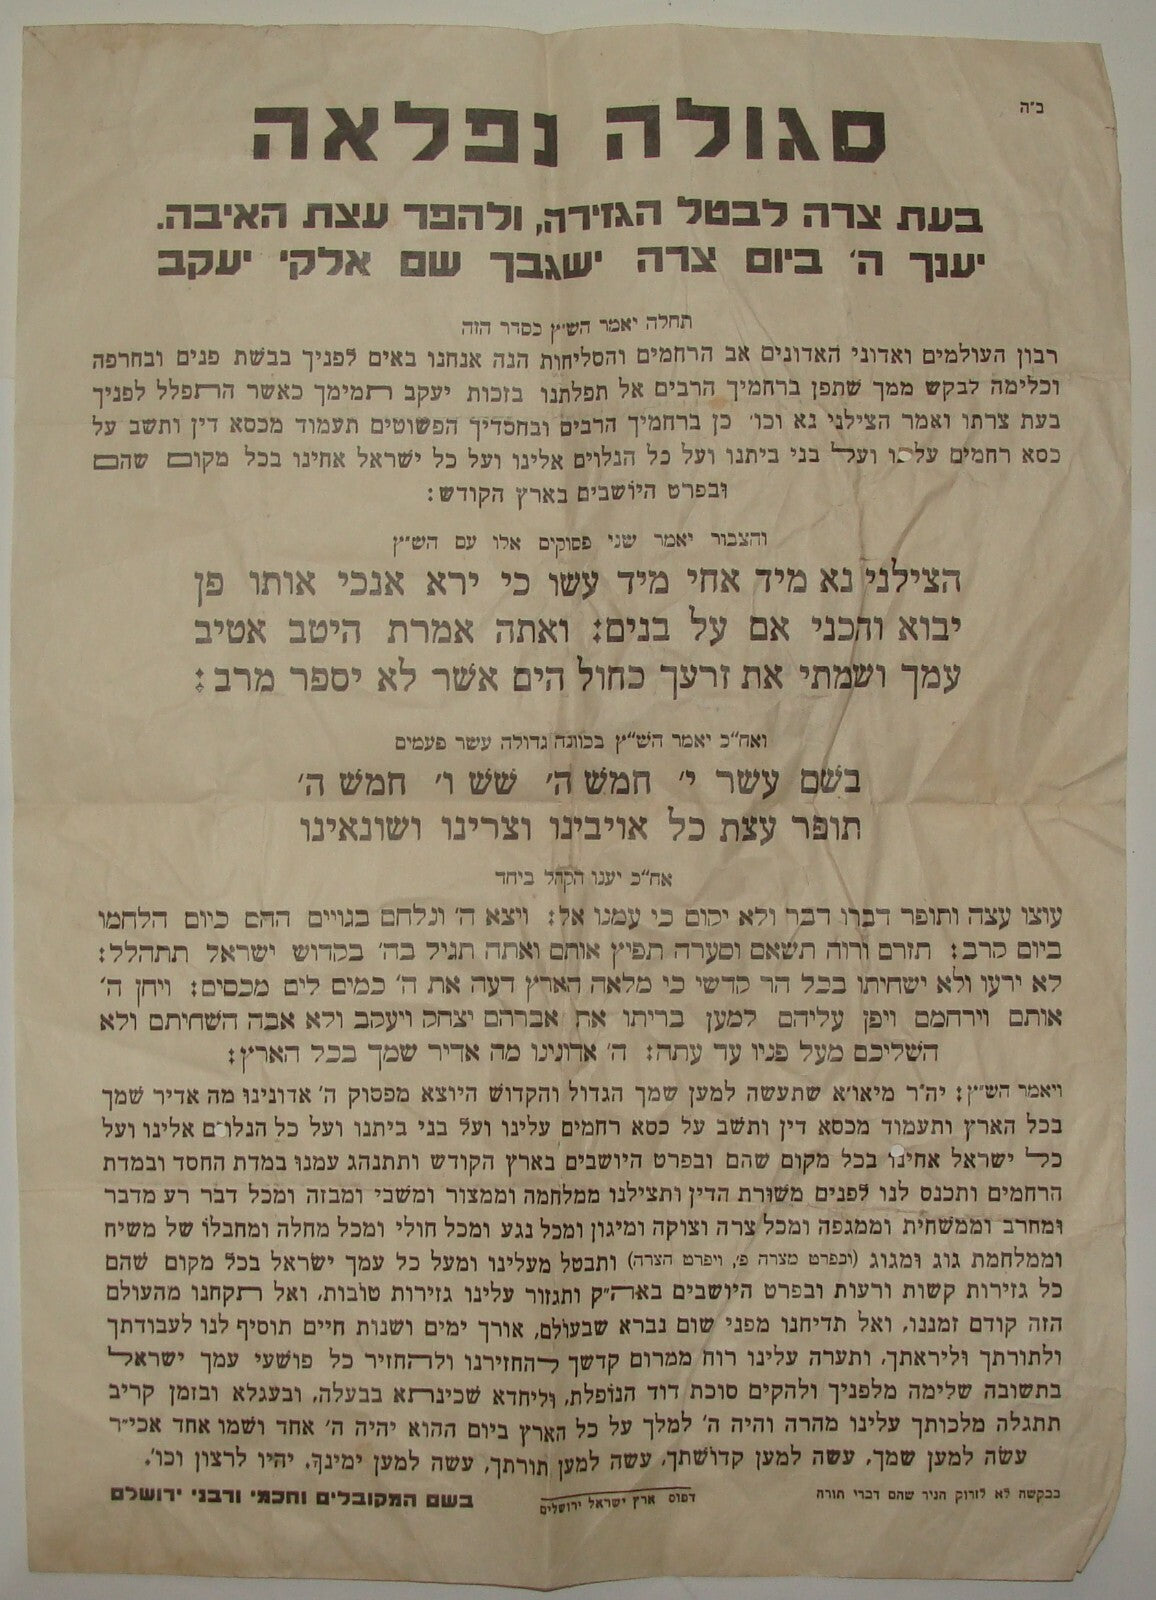 ב"ה
סגולה נפלאה
בעת צרה לבטל הגזירה, ולהפר עצת האיבה.
יענך ה' ביום צרה ישגבך שם אלקי יעקב
תחלה יאמר הש"ץ כסדר הזה
רבון העולמים ואדוני האדונים אב הרחמים והסליחות הנה אנחנו באים לפניך בבשת פנים ובחרפה
וכלימה לבקש ממך שתפן ברחמיך הרבים אל תפלתנו בזכות יעקב התמימך כאשר התפלל לפניך
בעת צרתו ואמר הצילני נא וכו' כן ברחמיך הרבים ובחסדיך הפשוטים תעמוד מכסא דין ותשב על
כסא רחמים עלינו ועל בני ביתנו ועל כל הנלוים אלינו ועל כל ישראל אחינו בכל מקום שהם
ובפרט היושבים בארץ הקודש:
והצבור יאמר שני פסוקים אלו עם הש"ץ
הצילני נא מיד אחי מיד עשו כי ירא אנכי אותו פן
יבוא והכני אם על בנים: ואתה אמרת היטב אטיב
עמך ושמתי את זרעך כחול הים אשר לא יספר מרב:
ואח"כ יאמר הש"ץ בכוונה גדולה עשר פעמים
בשם עשר י' חמש ה' שש ו' חמש ה'
תופר עצת כל אויבינו וצרינו ושונאינו
אח"כ יענו הקהל ביחד
עוצו עצה ותופר דברו דבר ולא יקום כי עמנו אל: ויצא ה' ונלחם בגויים ההם כיום הלחמו
ביום קרב: תזרם ורוח תשאם וסערה תפיץ אותם ואתה תגיל בה' בקדוש ישראל תתהלל:
לא ירעו ולא ישחיתו בכל הר קדשי כי מלאה הארץ דעה את ה' כמים לים מכסים: ויחן ה'
אותם וירחמם ויפן עליהם למען בריתו את אברהם יצחק ויעקב ולא אבה השחיתם ולא
השליכם מעל פניו עד עתה: ה' אדונינו מה אדיר שמך בכל הארץ:
ויאמר הש"ץ: יה"ר מיאו"א שתעשה למען שמך הגדול והקדוש היוצא מפסוק ה' אדונינו מה אדיר שמך
בכל הארץ ותעמוד מכסא דין ותשב על כסא רחמים עלינו ועל בני ביתנו ועל כל הנלוים אלינו ועל
כל ישראל אחינו בכל מקום שהם ובפרט היושבים בארץ הקודש ותתנהג עמנו במדת החסד ובמדת
הרחמים ותכנס לנו לפנים משורת הדין ותצילנו ממלחמה וממצור ומשבי ומבזה ומכל דבר רע מדבר
ומחרב וממשחית וממגפה ומכל צרה וצוקה ומיגון ומכל נגע ומכל חולי ומכל מחלה ומחבלו של משיח
וממלחמת גוג ומגוג (ובפרט מצרה פ', ויפרט הצרה) ותבטל מעלינו ומעל כל עמך ישראל בכל מקום שהם
כל גזירות קשות ורעות ובפרט היושבים באה"ק ותגזור עלינו גזירות טובות, ואל תקחנו מהעולם
הזה קודם זמננו, ואל תדיחנו מפני שום נברא שבעולם, אורך ימים ושנות חיים תוסיף לנו לעבודתך
ולתורתך וליראתך, ותערה עלינו רוח ממרום קדשך להחזירנו ולהחזיר כל פושעי עמך ישראל
בתשובה שלימה מלפניך ולהקים סוכת דוד הנופלת, וליחדא שכינתא בבעלה, ובעגלא ובזמן קריב
תתגלה מלכותך עלינו מהרה והיה ה' למלך על כל הארץ ביום ההוא יהיה ה' אחד ושמו אחד אכי"ר
עשה למען שמך, עשה למען קדושתך, עשה למען תורתך, עשה למען ימינך. יהיו לרצון וכו'.
בבקשה לא לזרוק הניר שהם דברי תורה
דפוס ארץ ישראל ירושלים
בשם המקובלים וחכמי ורבני ירושלם